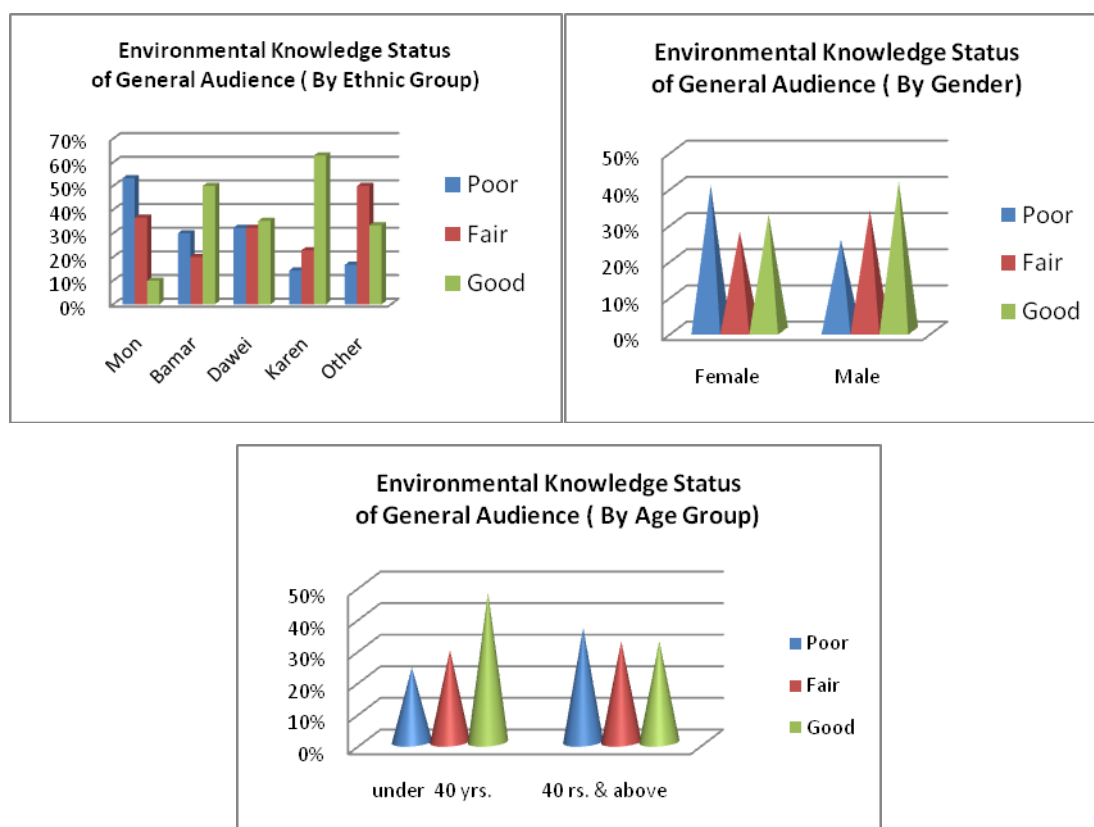 Environmental Knowledge Status
of General Audience ( By Ethnic Group)
70%
60%
50%
40%
30%
20%
10%
0%
Mon
Bamar
Dawei
Karen
Other
Poor
Fair
Good
Environmental Knowledge Status
of General Audience ( By Gender)
50%
40%
30%
20%
10%
0%
Female
Male
Poor
Fair
Good
Environmental Knowledge Status
of General Audience ( By Age Group)
50%
40%
30%
20%
10%
0%
under 40 yrs.
40 rs. & above
Poor
Fair
Good